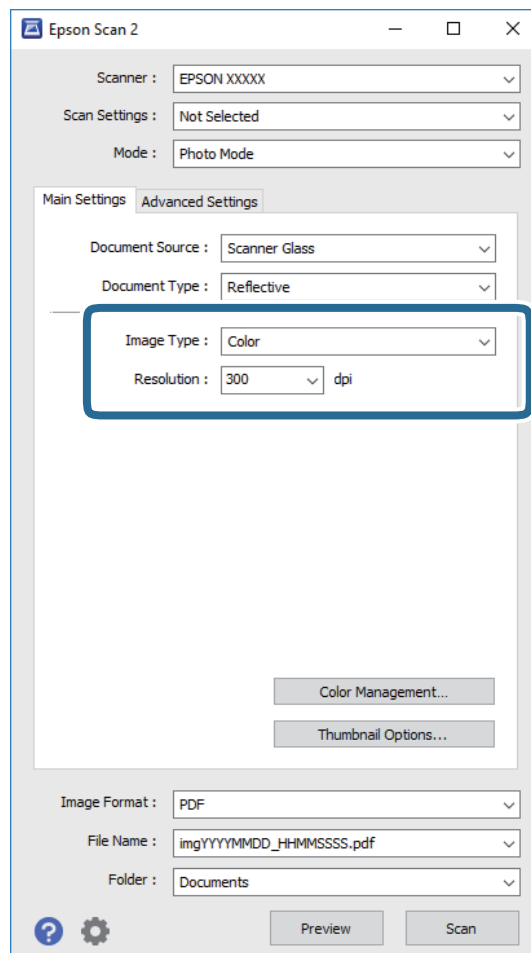 Epson Scan 2
Scanner : EPSON XXXXX
Scan Settings : Not Selected
Mode : Photo Mode
Main Settings Advanced Settings
Document Source : Scanner Glass
Document Type : Reflective
Image Type : Color
Resolution : 300 dpi
Color Management...
Thumbnail Options...
Image Format : PDF
File Name : imgYYYYMMDD_HHMMSSSS.pdf
Folder : Documents
? Preview Scan